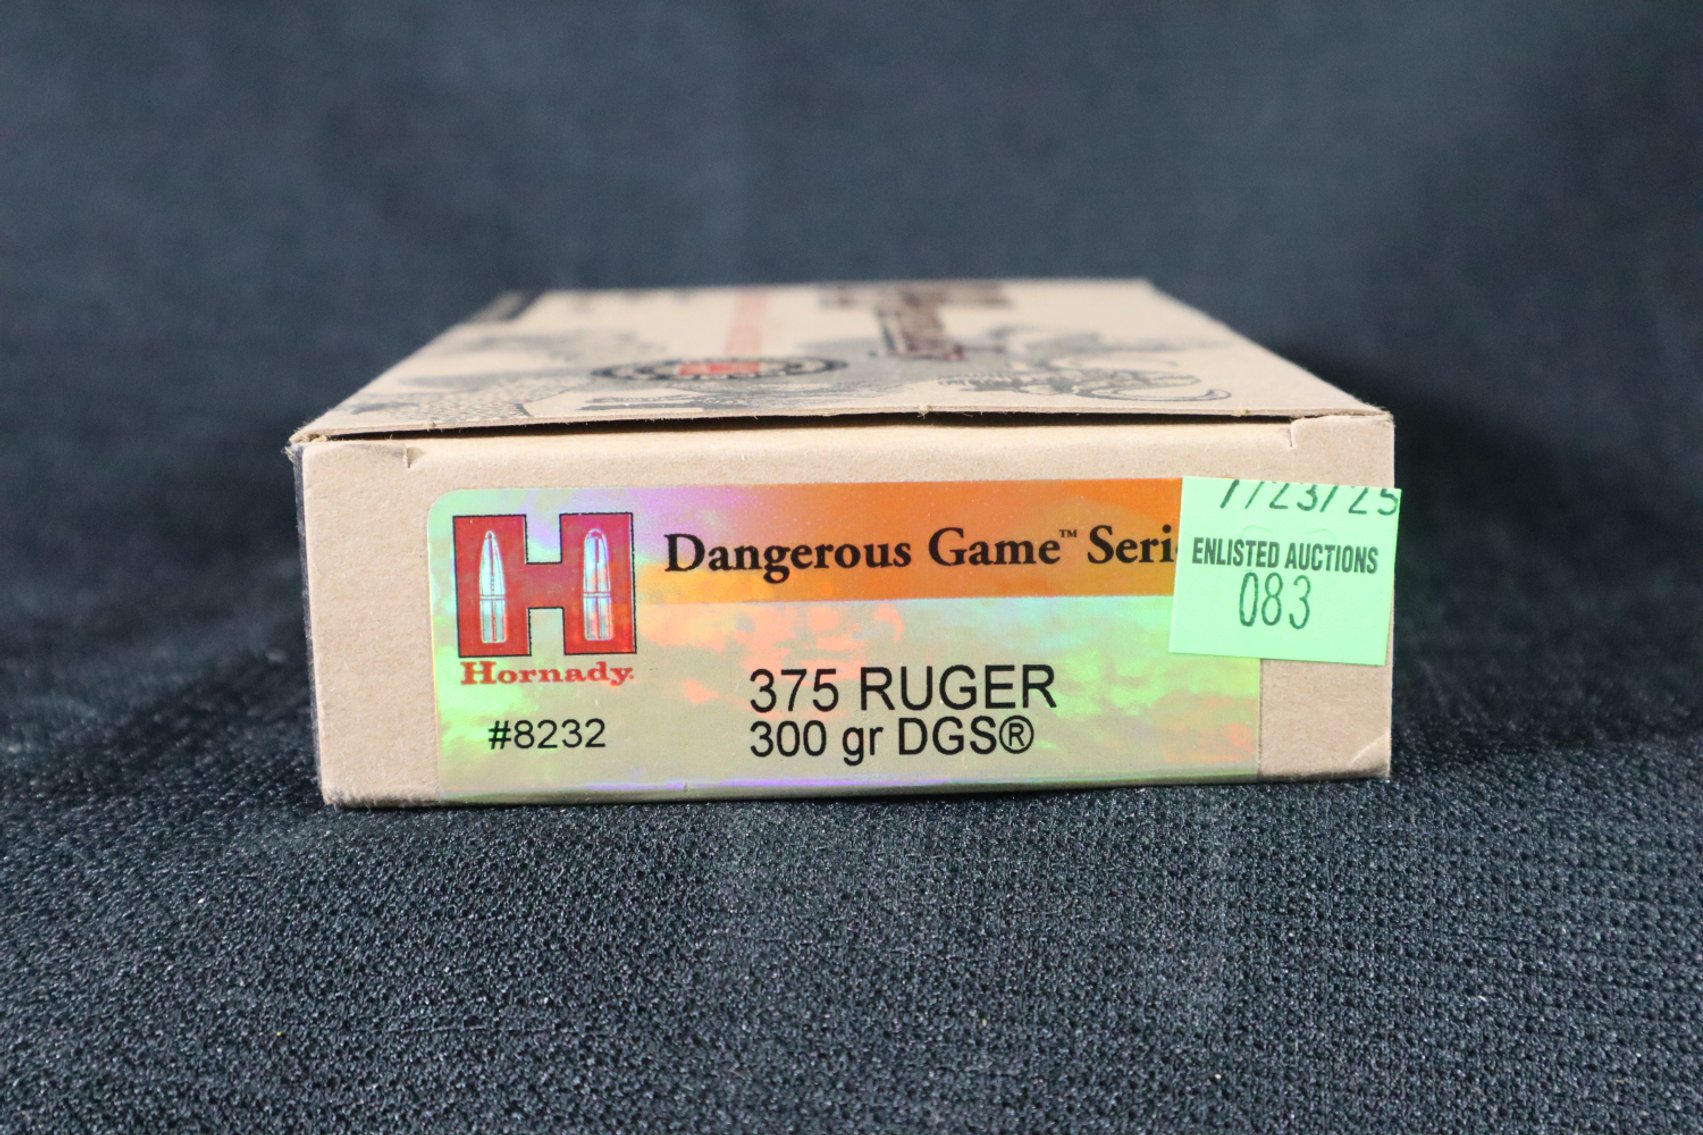 Dangerous Game™ Seri
Hornady
#8232
375 RUGER
300 gr DGS®
7/23/25
ENLISTED AUCTIONS
083